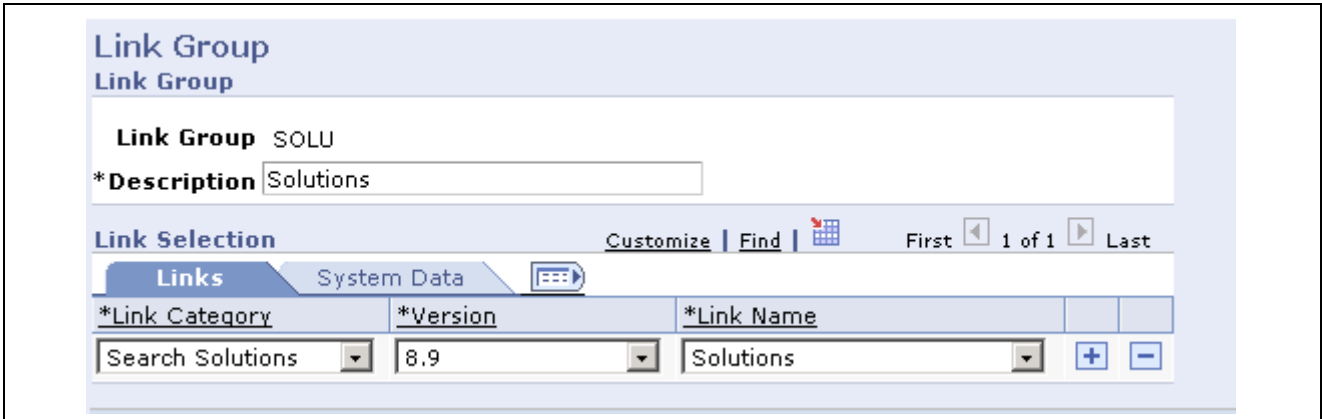 Link Group
Link Group
Link Group SOLU
*Description Solutions
Link Selection Customize | Find | First 1 of 1 Last
Links System Data
*Link Category *Version *Link Name
Search Solutions 8.9 Solutions